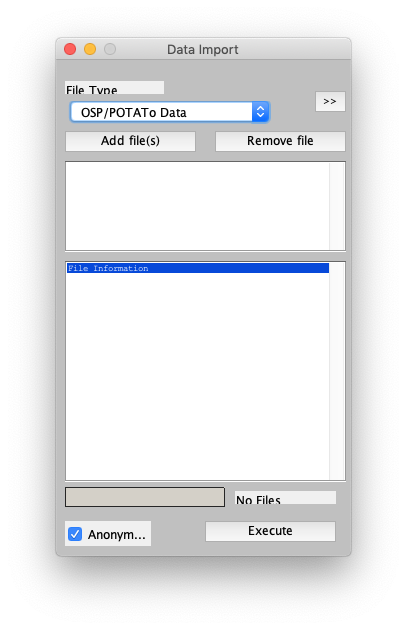 Data Import
File Type
>>
OSP/POTATo Data
Add file(s)
Remove file
File Information
No Files
Anonym...
Execute